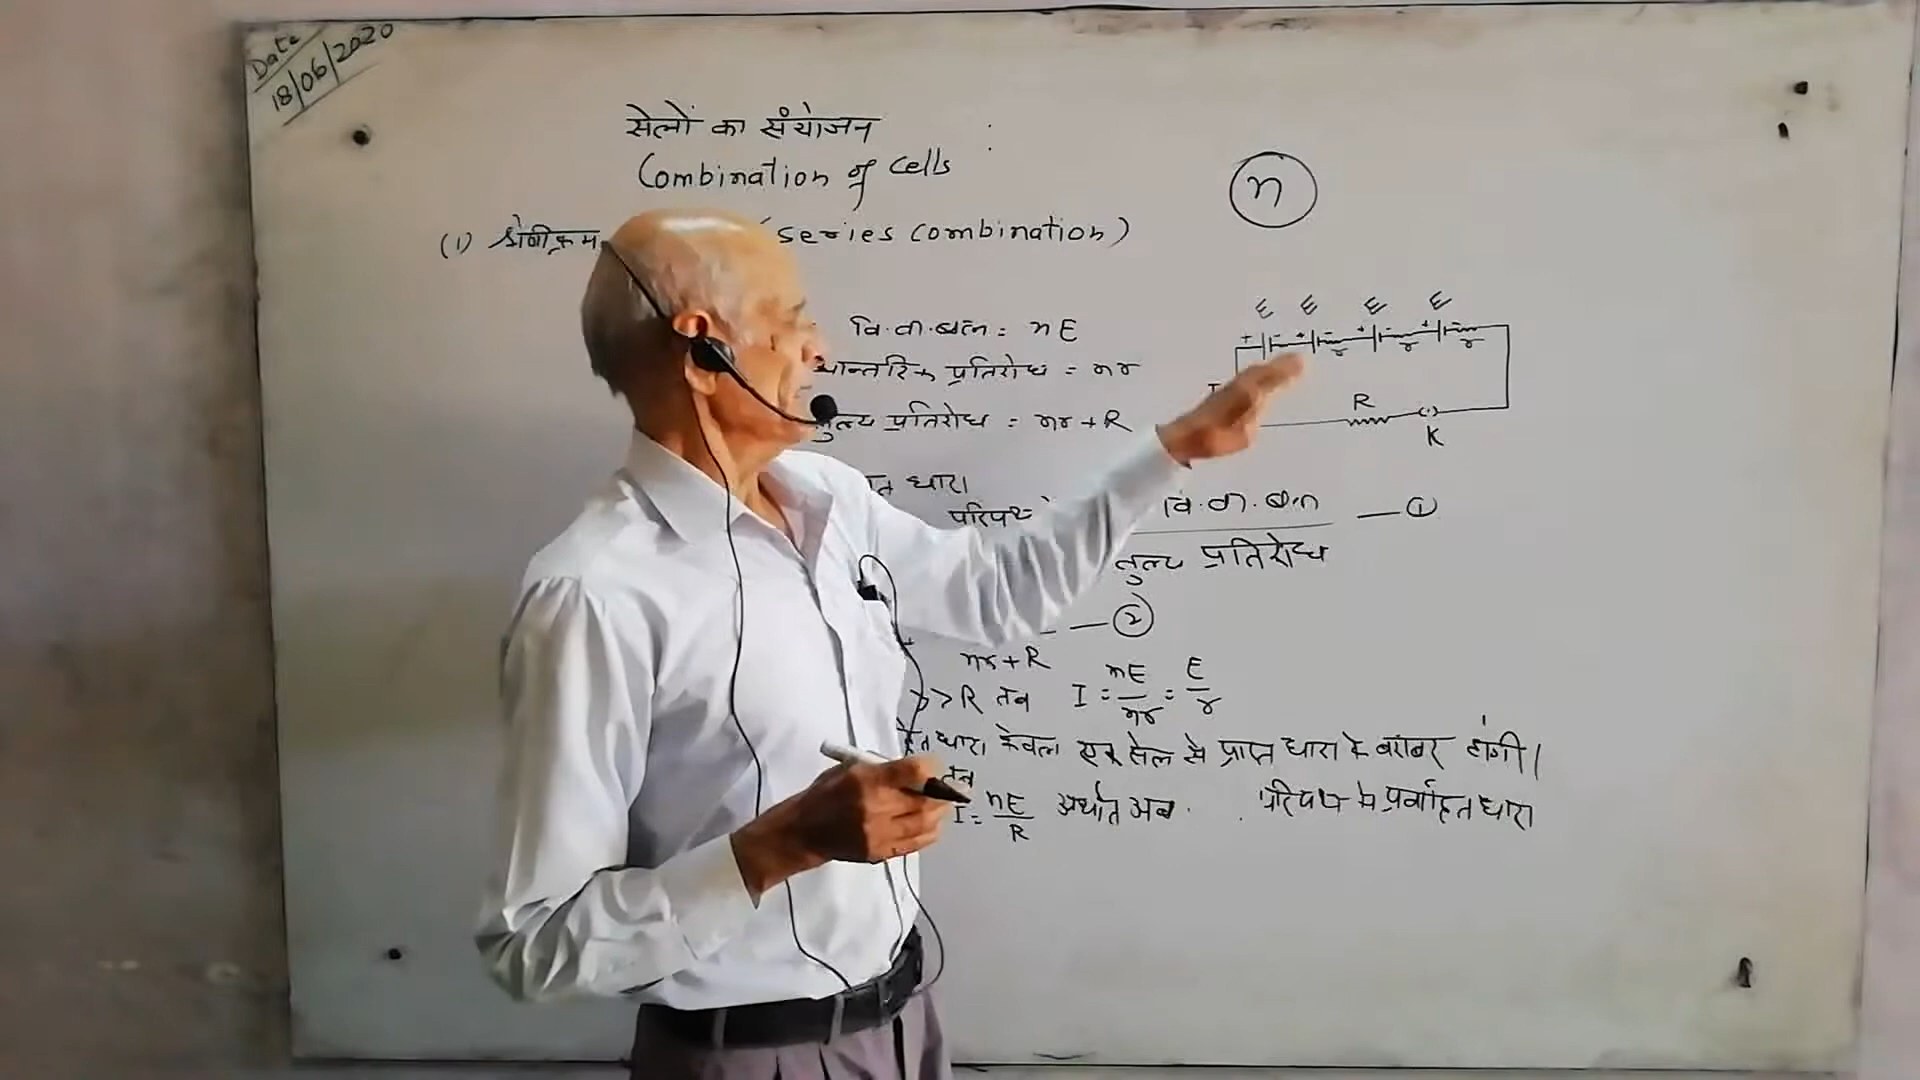 Date
18/06/2020
सेलों का संयोजन
Combination of Cells
(1) श्रेणीक्रम (series combination)
n
वि.वा.बल = nE
आन्तरिक प्रतिरोध = nr
तुल्य प्रतिरोध = nr + R
E E E E
+ - + - + - + -
r r r
R
K
धारा
परिपथ
वि.वा.बल — ①
तुल्य प्रतिरोध
— ②
nr + R
>> R तब I = nE/nr = E/r
धारा केवल एक सेल से प्राप्त धारा के बराबर होगी।
तब
I = nE/R अर्थात अब परिपथ मे प्रवाहित धारा